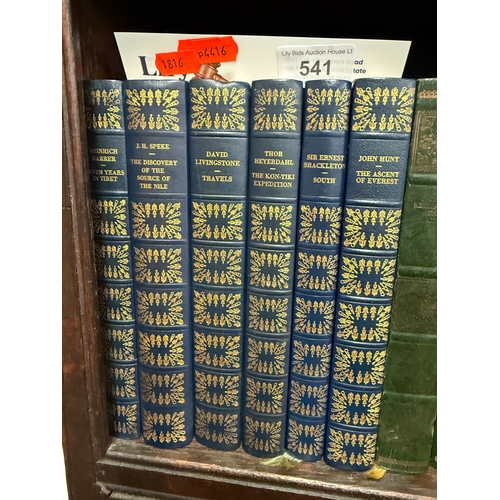 1816
p4416
Lily Bids Auction House Lt
541
HEINRICH
HARRER
SEVEN YEARS
IN TIBET
J. H. SPEKE
THE DISCOVERY
OF THE
SOURCE OF
THE NILE
DAVID
LIVINGSTONE
TRAVELS
THOR
HEYERDAHL
THE KON-TIKI
EXPEDITION
SIR ERNEST
SHACKLETON
SOUTH
JOHN HUNT
THE ASCENT
OF EVEREST